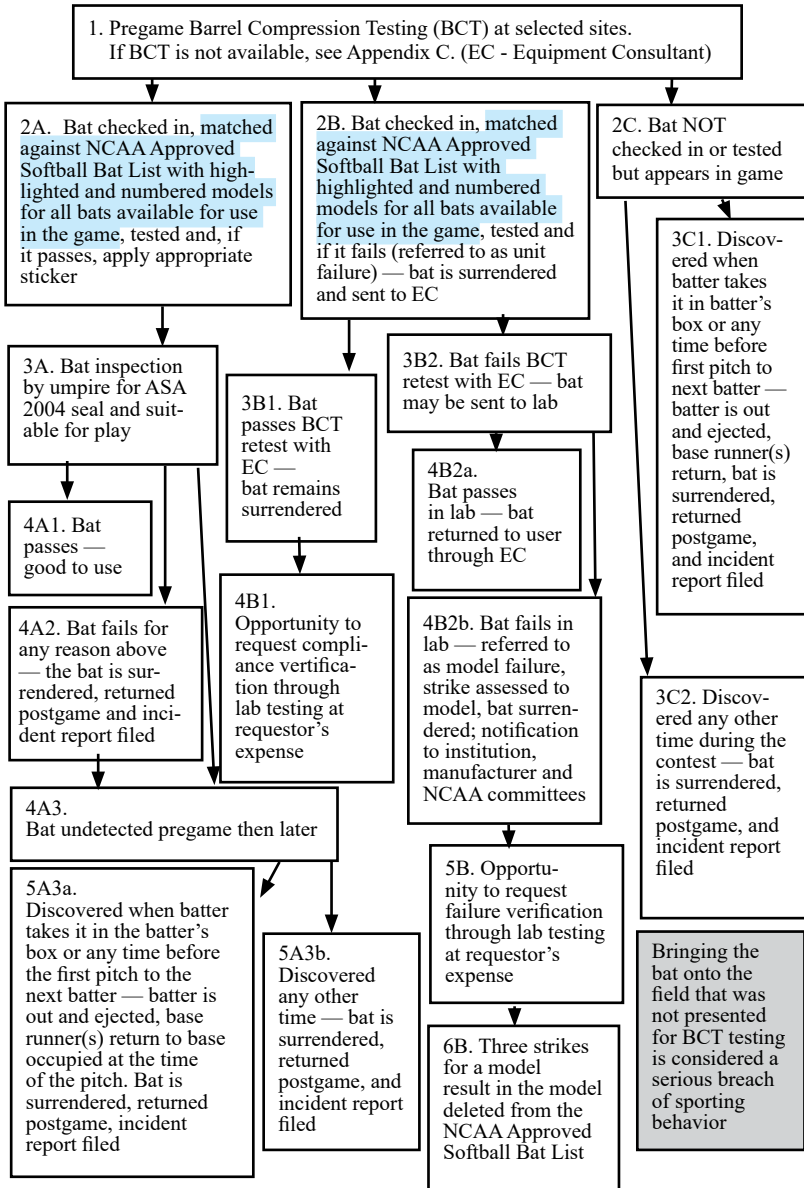 1. Pregame Barrel Compression Testing (BCT) at selected sites.
If BCT is not available, see Appendix C. (EC - Equipment Consultant)
2A. Bat checked in, matched
against NCAA Approved
Softball Bat List with high-
lighted and numbered models
for all bats available for use
in the game, tested and, if
it passes, apply appropriate
sticker
2B. Bat checked in, matched
against NCAA Approved
Softball Bat List with
highlighted and numbered
models for all bats available
for use in the game, tested and
if it fails (referred to as unit
failure) — bat is surrendered
and sent to EC
2C. Bat NOT
checked in or tested
but appears in game
3A. Bat inspection
by umpire for ASA
2004 seal and suit-
able for play
3B1. Bat
passes BCT
retest with
EC —
bat remains
surrendered
3B2. Bat fails BCT
retest with EC — bat
may be sent to lab
3C1. Discov-
ered when
batter takes
it in batter’s
box or any
time before
first pitch to
next batter —
batter is out
and ejected,
base runner(s)
return, bat is
surrendered,
returned
postgame,
and incident
report filed
4A1. Bat
passes —
good to use
4B2a.
Bat passes
in lab — bat
returned to user
through EC
4A2. Bat fails for
any reason above
— the bat is sur-
rendered, returned
postgame and inci-
dent report filed
4B1.
Opportunity to
request compli-
ance vertifica-
tion through
lab testing at
requestor’s
expense
4B2b. Bat fails in
lab — referred to
as model failure,
strike assessed to
model, bat surren-
dered; notification
to institution,
manufacturer and
NCAA committees
3C2. Discov-
ered any other
time during the
contest — bat
is surrendered,
returned
postgame, and
incident report
filed
4A3.
Bat undetected pregame then later
5A3a.
Discovered when batter
takes it in the batter’s
box or any time before
the first pitch to the
next batter — batter is
out and ejected, base
runner(s) return to base
occupied at the time
of the pitch. Bat is
surrendered, returned
postgame, incident
report filed
5A3b.
Discovered
any other
time — bat is
surrendered,
returned
postgame, and
incident report
filed
5B. Opportu-
nity to request
failure verification
through lab testing
at requestor’s
expense
6B. Three strikes
for a model
result in the model
deleted from the
NCAA Approved
Softball Bat List
Bringing the
bat onto the
field that was
not presented
for BCT testing
is considered a
serious breach
of sporting
behavior